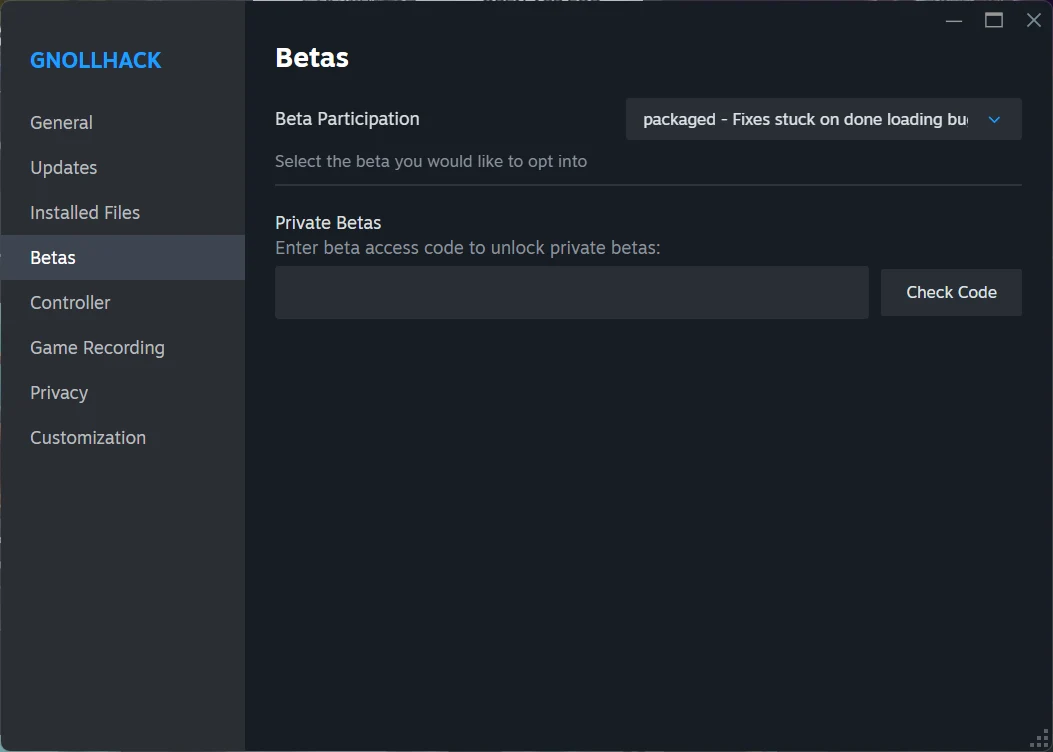 GNOLLHACK
General
Updates
Installed Files
Betas
Controller
Game Recording
Privacy
Customization
Betas
Beta Participation
packaged - Fixes stuck on done loading bu
Select the beta you would like to opt into
Private Betas
Enter beta access code to unlock private betas:
Check Code